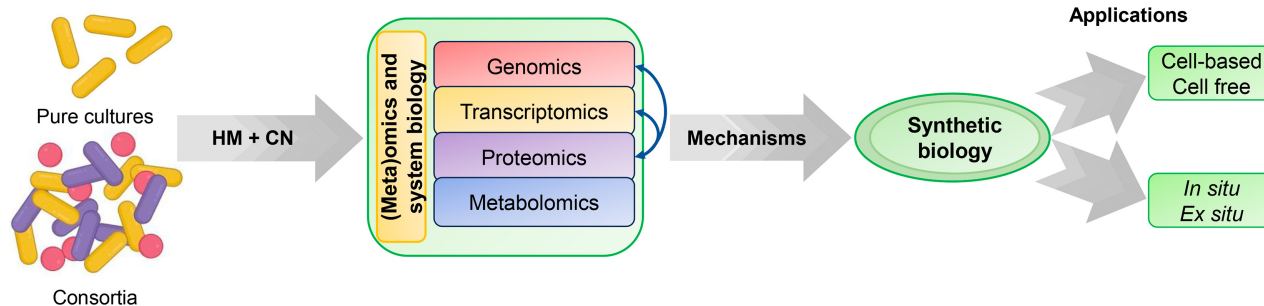 Pure cultures
Consortia
HM + CN
(Meta)omics and
system biology
Genomics
Transcriptomics
Proteomics
Metabolomics
Mechanisms
Synthetic
biology
Applications
Cell-based
Cell free
In situ
Ex situ